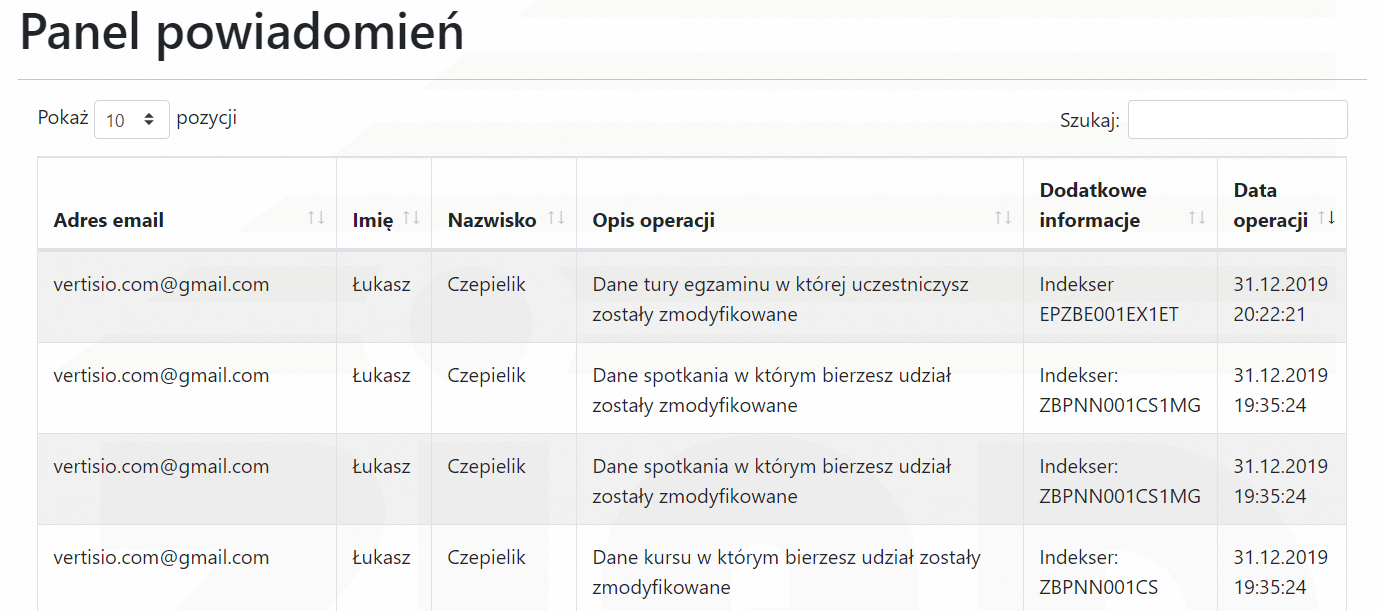 Panel powiadomień
Pokaż 10 pozycji
Szukaj:
Adres email Imię Nazwisko Opis operacji Dodatkowe informacje Data operacji
vertisio.com@gmail.com Łukasz Czepielik Dane tury egzaminu w której uczestniczysz Indekser 31.12.2019
zostały zmodyfikowane EPZBE001EX1ET 20:22:21
vertisio.com@gmail.com Łukasz Czepielik Dane spotkania w którym bierzesz udział Indekser: 31.12.2019
zostały zmodyfikowane ZBPNN001CS1MG 19:35:24
vertisio.com@gmail.com Łukasz Czepielik Dane spotkania w którym bierzesz udział Indekser: 31.12.2019
zostały zmodyfikowane ZBPNN001CS1MG 19:35:24
vertisio.com@gmail.com Łukasz Czepielik Dane kursu w którym bierzesz udział zostały Indekser: 31.12.2019
zmodyfikowane ZBPNN001CS 19:35:24